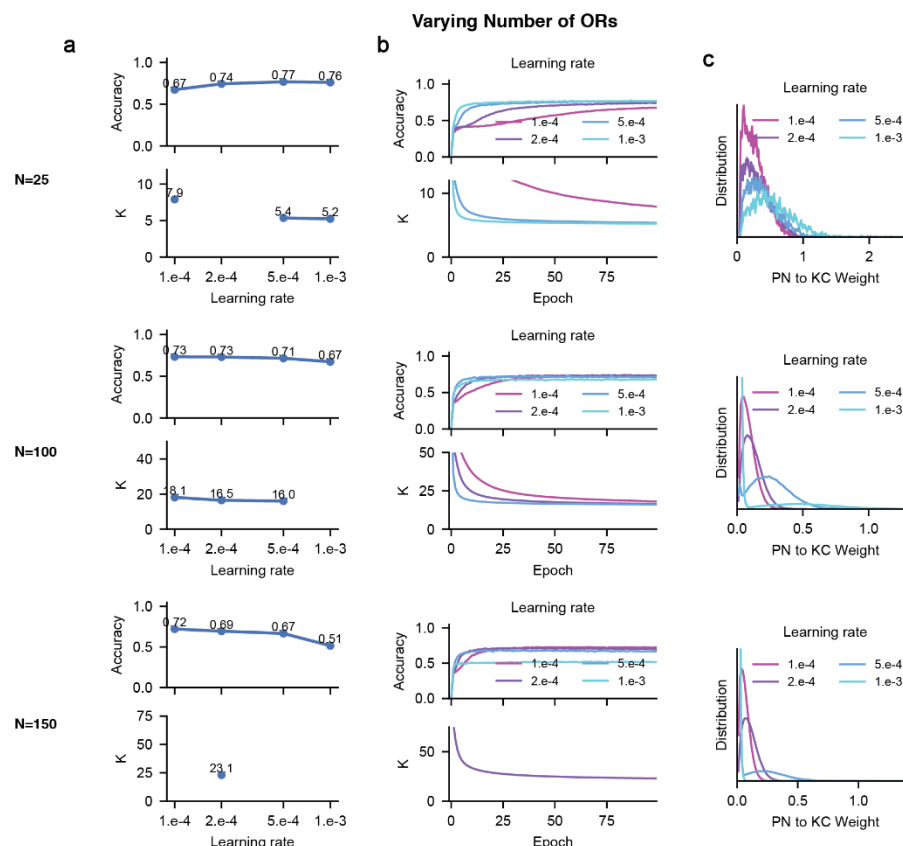 Varying Number of ORs
a
b
c
N=25
Accuracy
1.0
0.5
0.0
0.67
0.74
0.77
0.76
K
10
5
0
7.9
5.4
5.2
1.e-4
2.e-4
5.e-4
1.e-3
Learning rate
Learning rate
Accuracy
1.0
0.5
0.0
1.e-4
2.e-4
5.e-4
1.e-3
K
10
0
0
25
50
75
Epoch
Learning rate
1.e-4
2.e-4
5.e-4
1.e-3
Distribution
0
1
2
PN to KC Weight
N=100
Accuracy
1.0
0.5
0.0
0.73
0.73
0.71
0.67
K
40
20
0
18.1
16.5
16.0
1.e-4
2.e-4
5.e-4
1.e-3
Learning rate
Learning rate
Accuracy
1.0
0.5
0.0
1.e-4
2.e-4
5.e-4
1.e-3
K
50
25
0
0
25
50
75
Epoch
Learning rate
1.e-4
2.e-4
5.e-4
1.e-3
Distribution
0.0
0.5
1.0
PN to KC Weight
N=150
Accuracy
1.0
0.5
0.0
0.72
0.69
0.67
0.51
K
75
50
25
0
23.1
1.e-4
2.e-4
5.e-4
1.e-3
Learning rate
Learning rate
Accuracy
1.0
0.5
0.0
1.e-4
2.e-4
5.e-4
1.e-3
K
50
0
0
25
50
75
Epoch
Learning rate
1.e-4
2.e-4
5.e-4
1.e-3
Distribution
0.0
0.5
1.0
PN to KC Weight